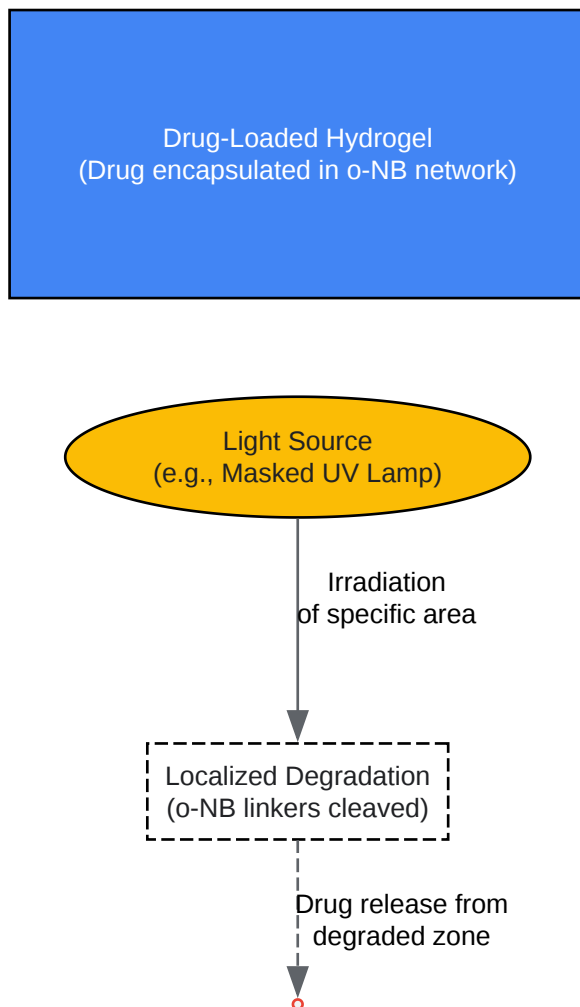 Drug-Loaded Hydrogel
(Drug encapsulated in o-NB network)
Light Source
(e.g., Masked UV Lamp)
Irradiation
of specific area
Localized Degradation
(o-NB linkers cleaved)
Drug release from
degraded zone